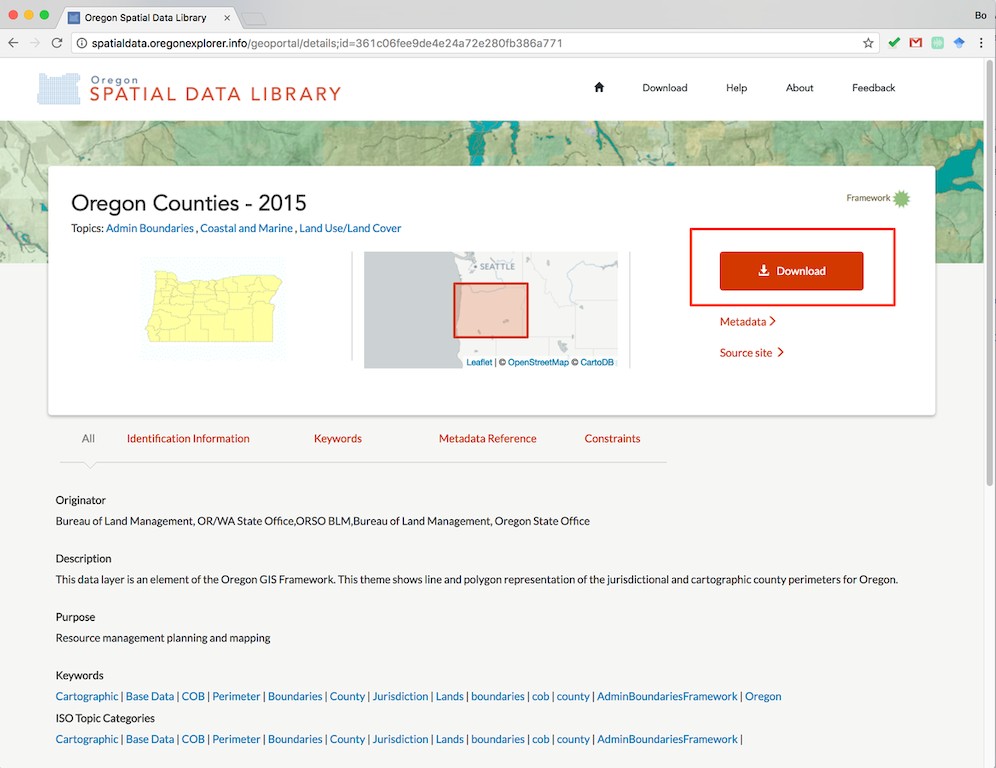 Oregon Spatial Data Library
Bo
spatialdata.oregonexplorer.info/geoportal/details;id=361c06fee9de4e24a72e280fb386a771
Oregon
SPATIAL DATA LIBRARY
Download Help About Feedback
Oregon Counties - 2015
Framework
Topics: Admin Boundaries , Coastal and Marine , Land Use/Land Cover
SEATTLE
Leaflet | © OpenStreetMap © CartoDB
Download
Metadata
Source site
All Identification Information Keywords Metadata Reference Constraints
Originator
Bureau of Land Management, OR/WA State Office,ORSO BLM,Bureau of Land Management, Oregon State Office
Description
This data layer is an element of the Oregon GIS Framework. This theme shows line and polygon representation of the jurisdictional and cartographic county perimeters for Oregon.
Purpose
Resource management planning and mapping
Keywords
Cartographic | Base Data | COB | Perimeter | Boundaries | County | Jurisdiction | Lands | boundaries | cob | county | AdminBoundariesFramework | Oregon
ISO Topic Categories
Cartographic | Base Data | COB | Perimeter | Boundaries | County | Jurisdiction | Lands | boundaries | cob | county | AdminBoundariesFramework |